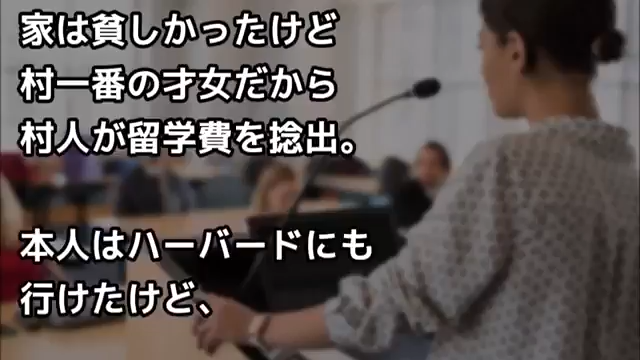 家は貧しかったけど
村一番の才女だから
村人が留学費を捻出。
本人はハーバードにも
行けたけど、